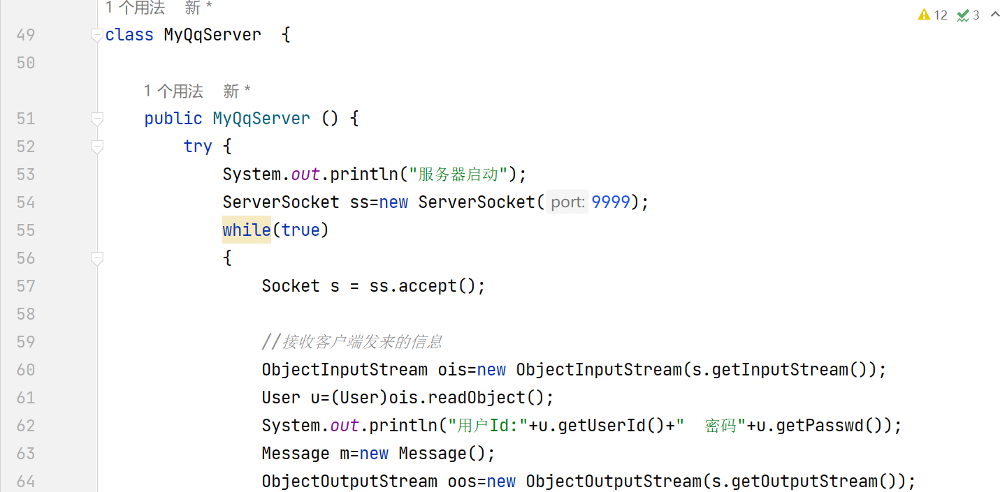 1 个用法 新 *
12 3
49 class MyQqServer {
50
1 个用法 新 *
51 public MyQqServer () {
52 try {
53 System.out.println("服务器启动");
54 ServerSocket ss=new ServerSocket( port: 9999);
55 while(true)
56 {
57 Socket s = ss.accept();
58
59 //接收客户端发来的信息
60 ObjectInputStream ois=new ObjectInputStream(s.getInputStream());
61 User u=(User)ois.readObject();
62 System.out.println("用户Id:"+u.getUserId()+"  密码"+u.getPasswd());
63 Message m=new Message();
64 ObjectOutputStream oos=new ObjectOutputStream(s.getOutputStream());